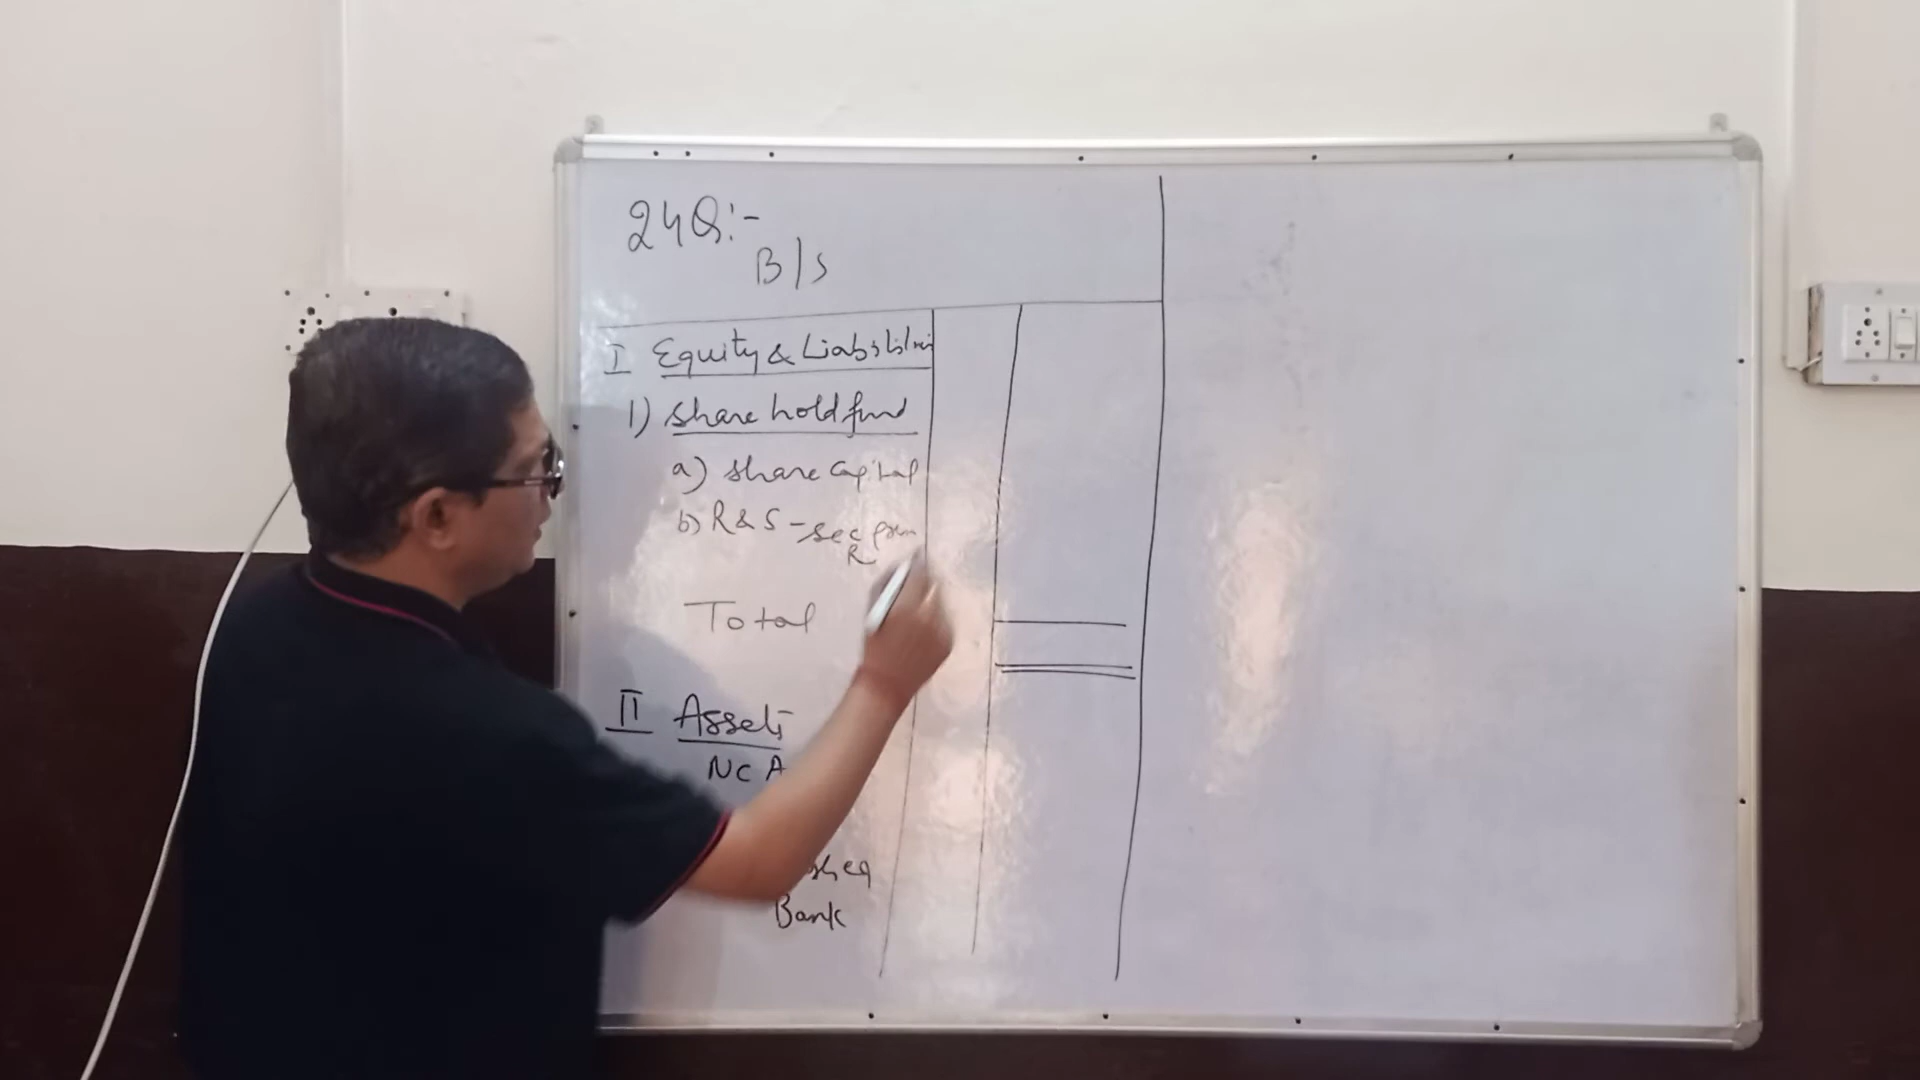 24Q:-
B/S
I Equity & Liabilities
1) Share hold fund
a) Share Capital
b) R & S - Sec Prem
R
Total
II Assets
NCA
Bank